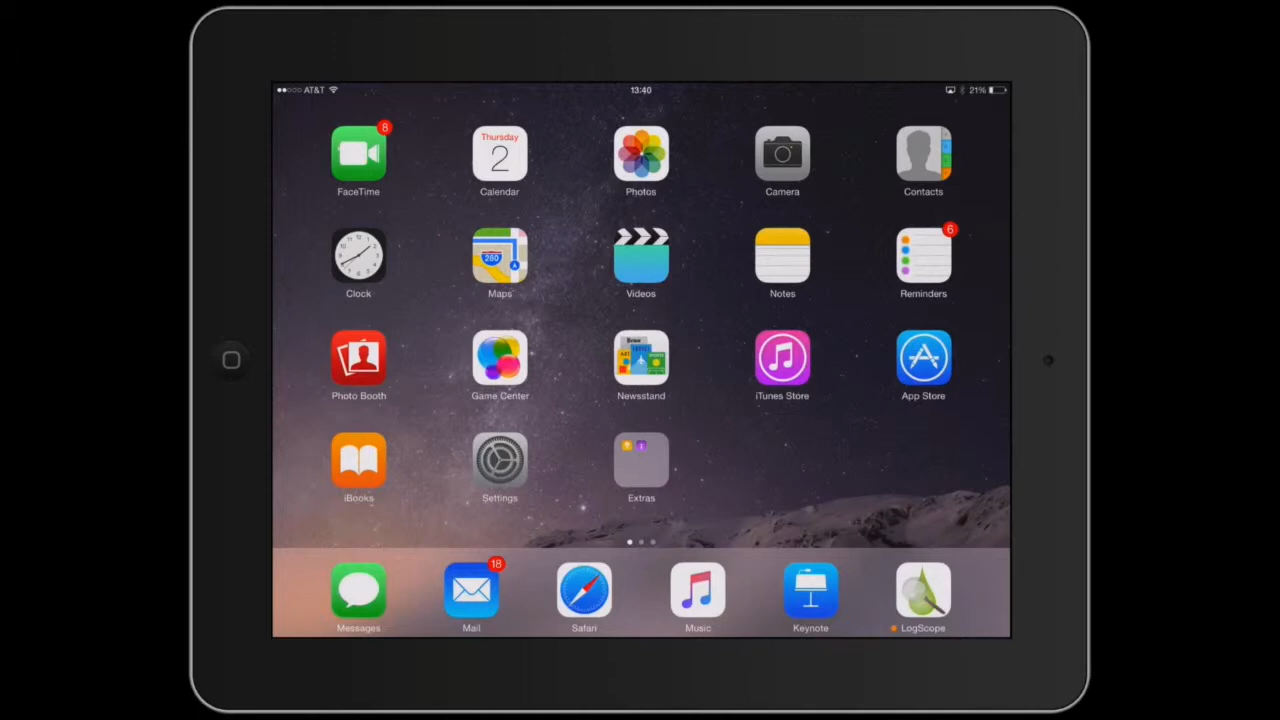 AT&T 13:40 21%
8
Thursday
2
FaceTime Calendar Photos Camera Contacts
6
280
Clock Maps Videos Notes Reminders
Photo Booth Game Center Newsstand iTunes Store App Store
iBooks Settings Extras
18
Messages Mail Safari Music Keynote LogScope